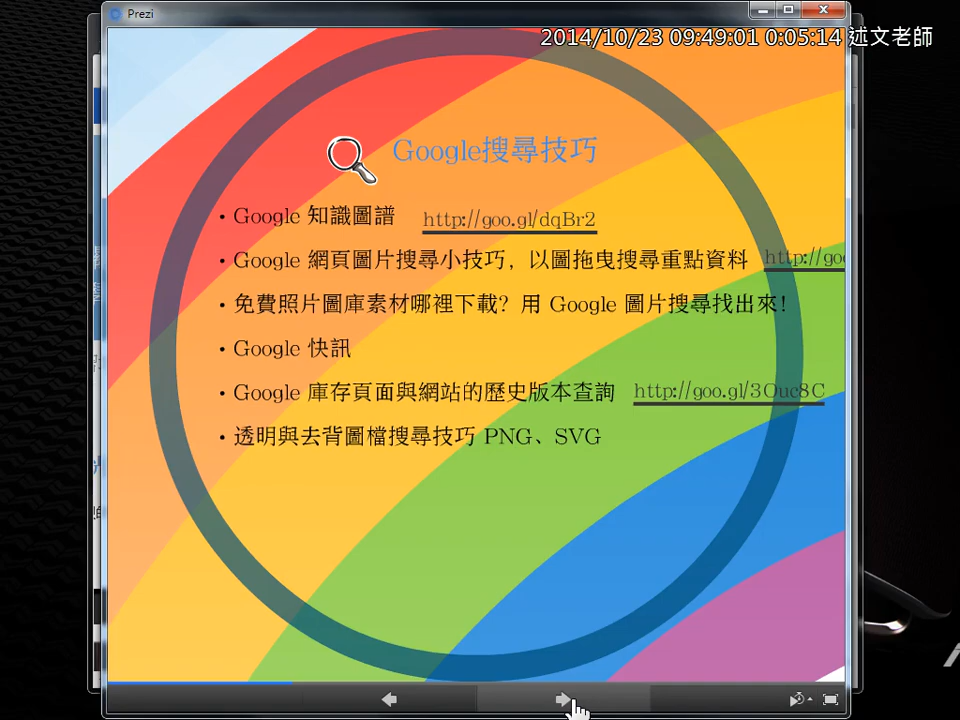 Prezi
2014/10/23 09:49:01 0:05:14 述文老師
Google搜尋技巧
• Google 知識圖譜 http://goo.gl/dqBr2
• Google 網頁圖片搜尋小技巧，以圖拖曳搜尋重點資料 http://goo
• 免費照片圖庫素材哪裡下載？用 Google 圖片搜尋找出來！
• Google 快訊
• Google 庫存頁面與網站的歷史版本查詢 http://goo.gl/3Ouc8C
• 透明與去背圖檔搜尋技巧 PNG、SVG